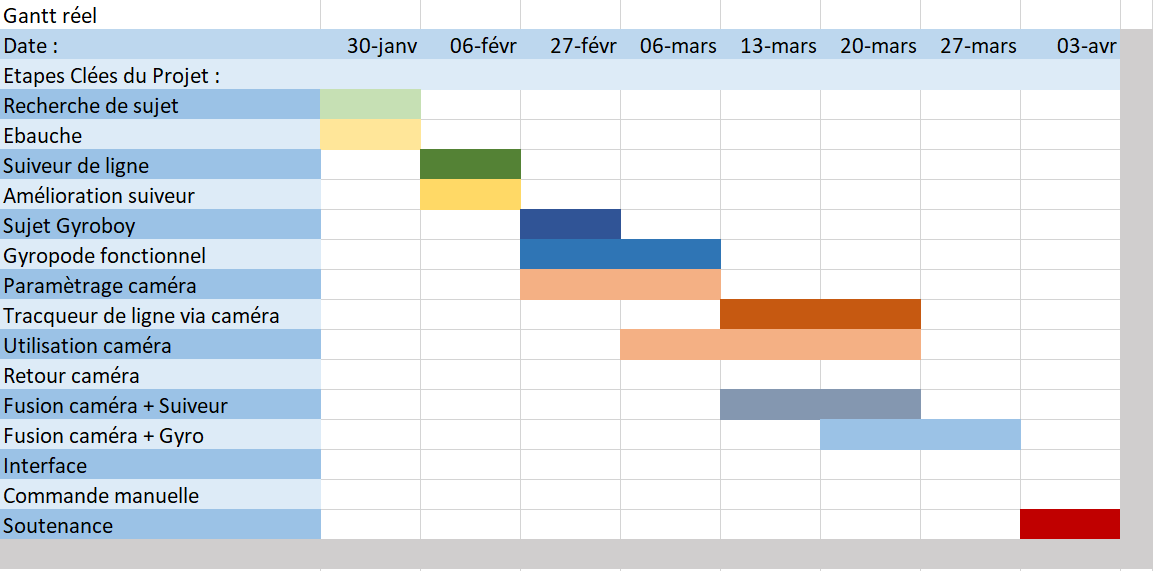 Gantt réel
Date : 30-janv 06-févr 27-févr 06-mars 13-mars 20-mars 27-mars 03-avr
Etapes Clées du Projet :
Recherche de sujet
Ebauche
Suiveur de ligne
Amélioration suiveur
Sujet Gyroboy
Gyropode fonctionnel
Paramètrage caméra
Tracqueur de ligne via caméra
Utilisation caméra
Retour caméra
Fusion caméra + Suiveur
Fusion caméra + Gyro
Interface
Commande manuelle
Soutenance